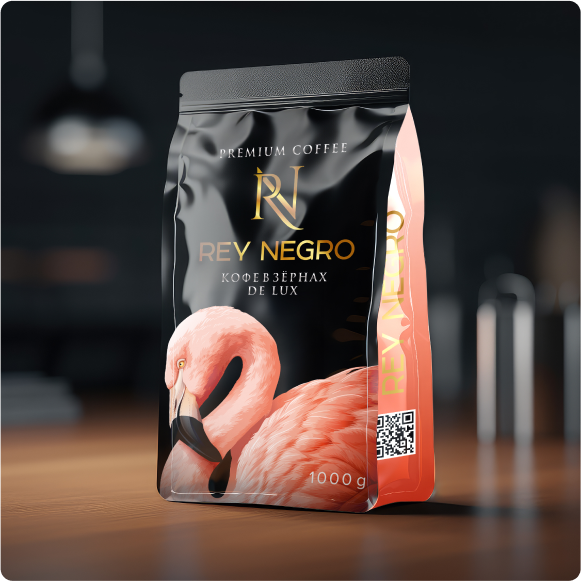 PREMIUM COFFEE
RN
REY NEGRO
КОФЕ В ЗЁРНАХ
DE LUX
1000 g
REY NEGRO